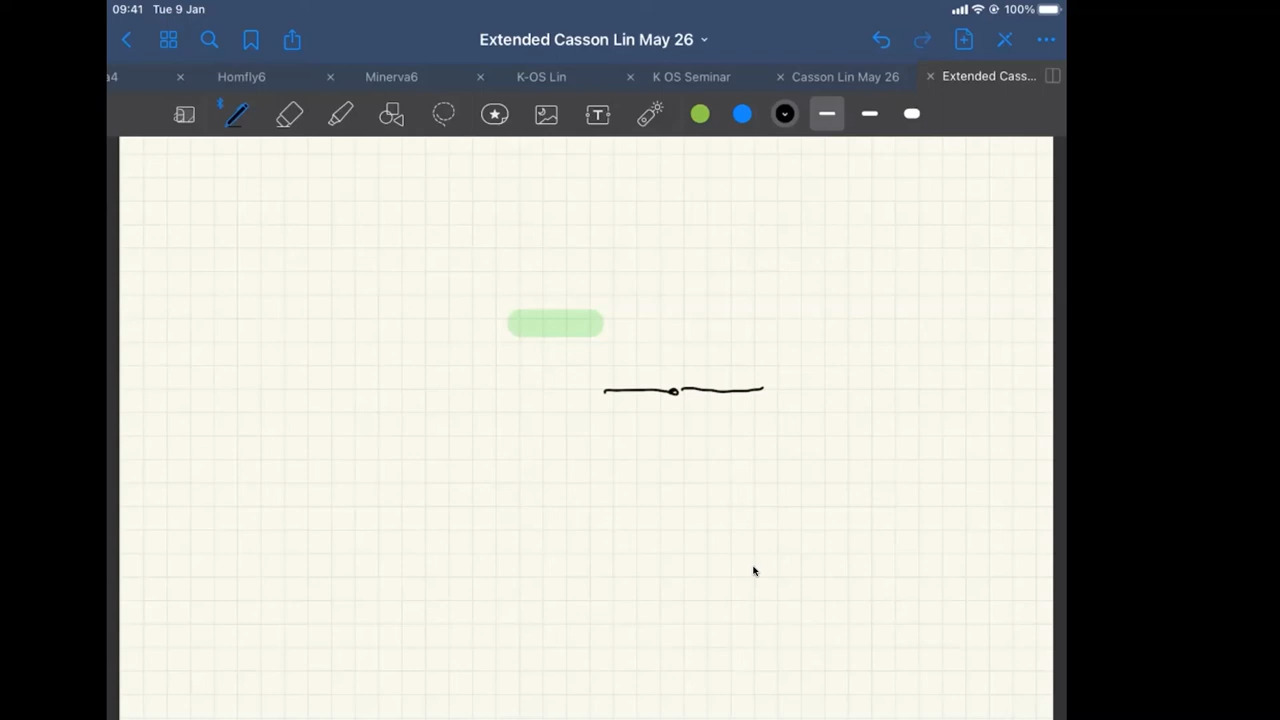 09:41 Tue 9 Jan 100%
Extended Casson Lin May 26
a4 Homfly6 Minerva6 K-OS Lin K OS Seminar Casson Lin May 26 Extended Cass...